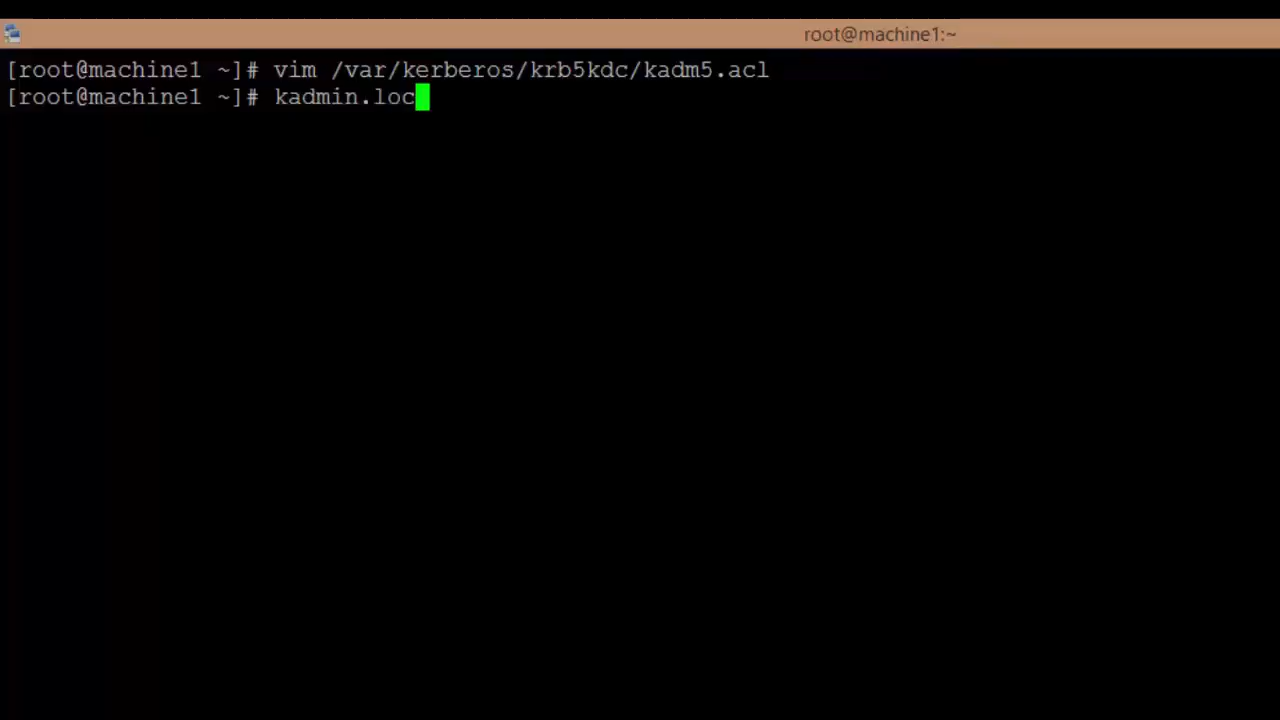 root@machine1:~
[root@machine1 ~]# vim /var/kerberos/krb5kdc/kadm5.acl
[root@machine1 ~]# kadmin.loc